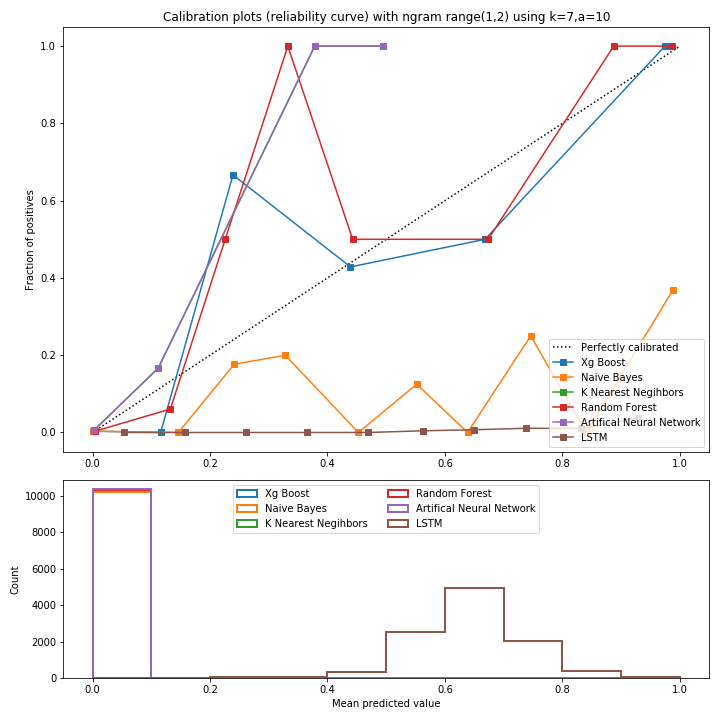 Calibration plots (reliability curve) with ngram range(1,2) using k=7,a=10
1.0
0.8
0.6
0.4
0.2
0.0
Fraction of positives
Perfectly calibrated
Xg Boost
Naive Bayes
K Nearest Negihbors
Random Forest
Artifical Neural Network
LSTM
0.0 0.2 0.4 0.6 0.8 1.0
10000
8000
6000
4000
2000
0
Count
Xg Boost Random Forest
Naive Bayes Artifical Neural Network
K Nearest Negihbors LSTM
0.0 0.2 0.4 0.6 0.8 1.0
Mean predicted value